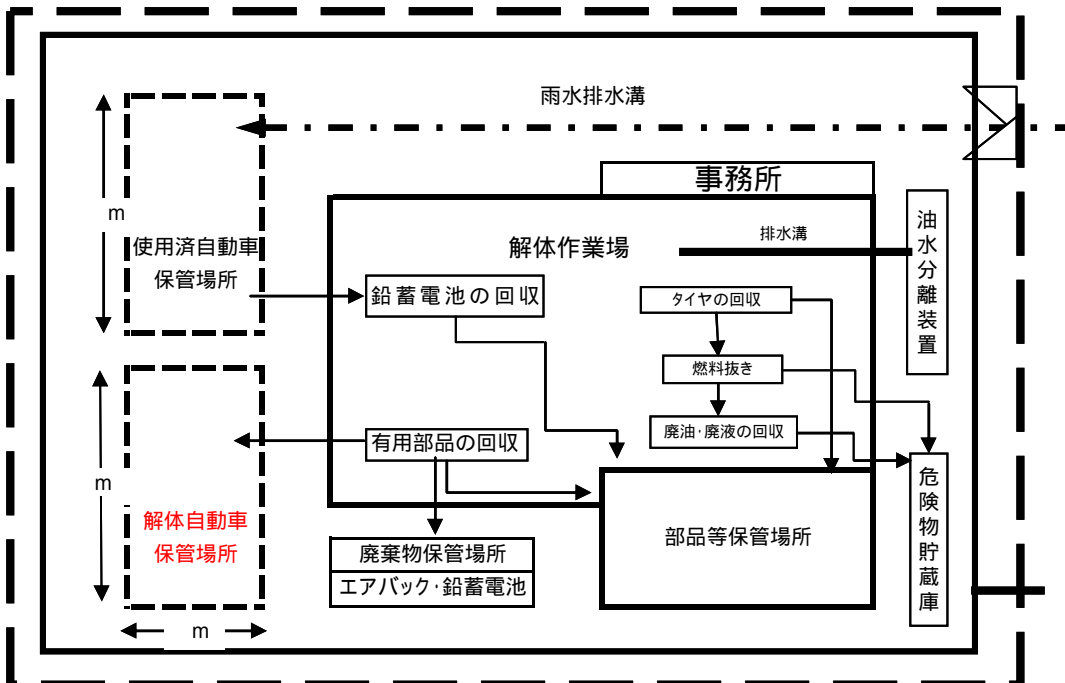 雨水排水溝
事務所
m
使用済自動車
保管場所
解体作業場
排水溝
油水分離装置
鉛蓄電池の回収
タイヤの回収
燃料抜き
有用部品の回収
廃油・廃液の回収
m
解体自動車
保管場所
部品等保管場所
危険物貯蔵庫
廃棄物保管場所
エアバック・鉛蓄電池
m